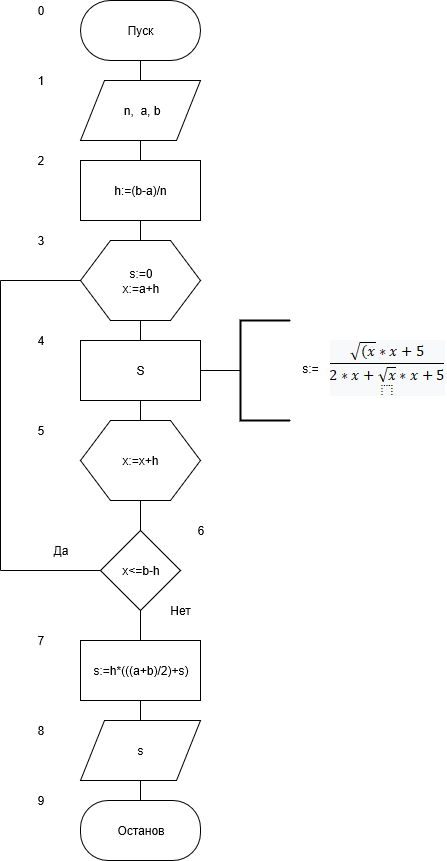 0
Пуск
1
n, a, b
2
h:=(b-a)/n
3
s:=0
x:=a+h
4
S
s:= √(x ∗ x + 5
2 ∗ x + √x ∗ x + 5
5
x:=x+h
6
Да
x<=b-h
Нет
7
s:=h*(((a+b)/2)+s)
8
s
9
Останов